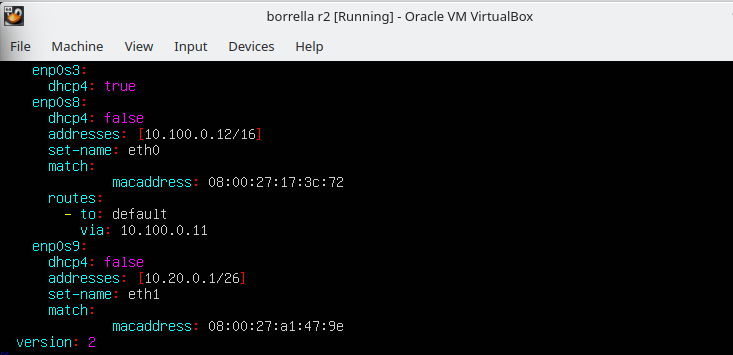 borrella r2 [Running] - Oracle VM VirtualBox
File Machine View Input Devices Help
enp0s3:
dhcp4: true
enp0s8:
dhcp4: false
addresses: [10.100.0.12/16]
set-name: eth0
match:
macaddress: 08:00:27:17:3c:72
routes:
- to: default
via: 10.100.0.11
enp0s9:
dhcp4: false
addresses: [10.20.0.1/26]
set-name: eth1
match:
macaddress: 08:00:27:a1:47:9e
version: 2